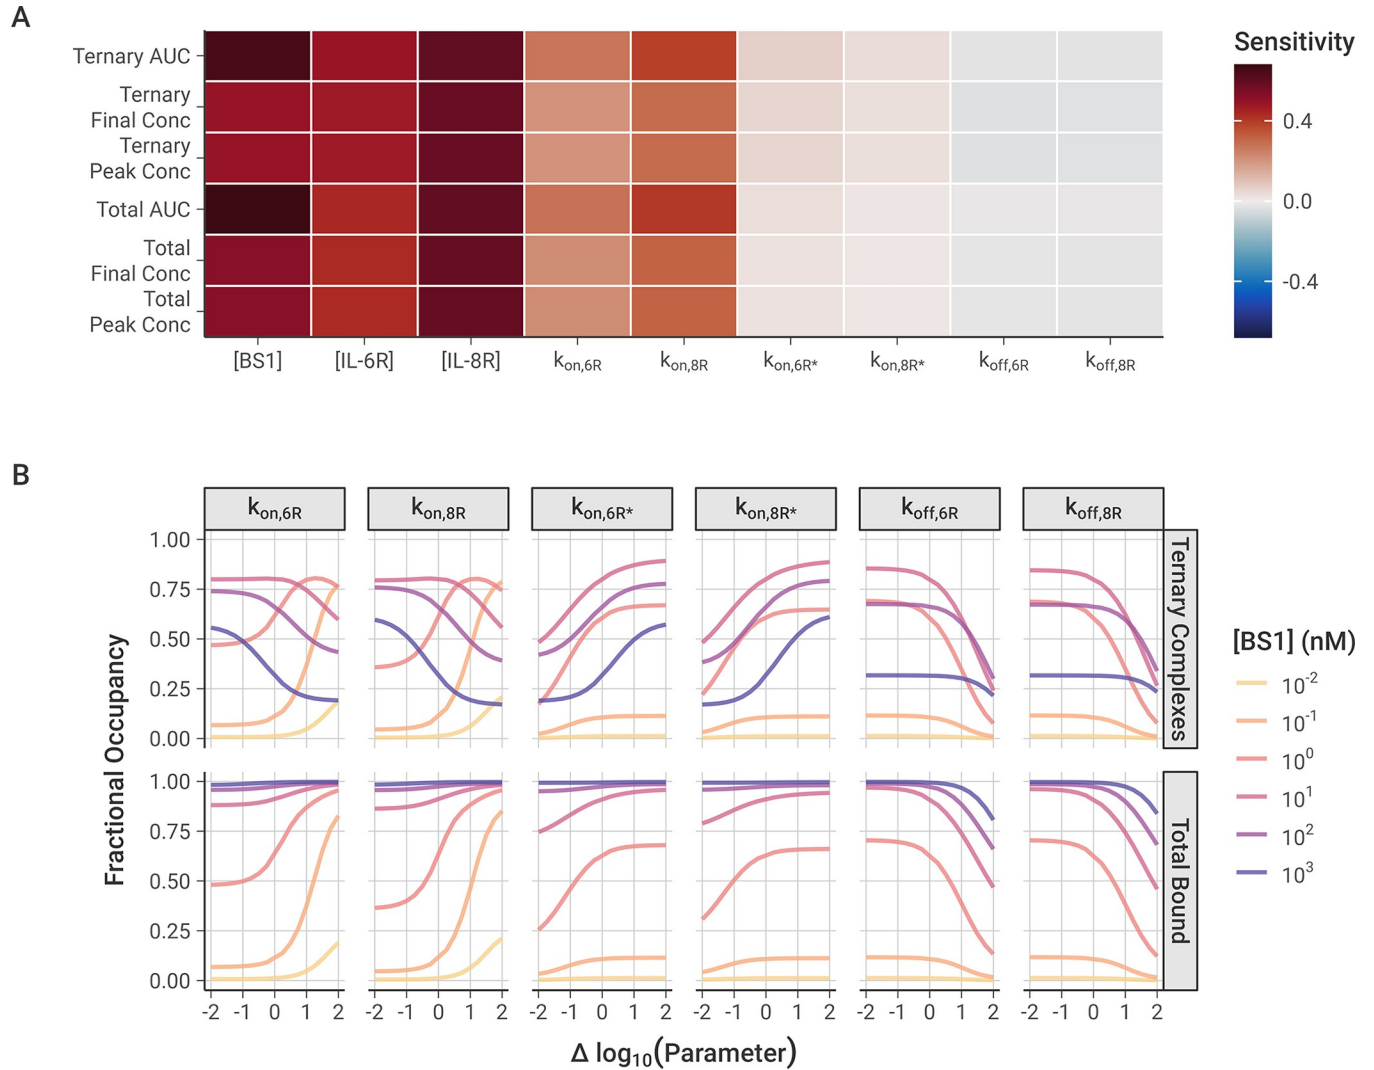 A
Sensitivity
Ternary AUC
Ternary
Final Conc
Ternary
Peak Conc
Total AUC
Total
Final Conc
Total
Peak Conc
0.4
0.0
-0.4
[BS1] [IL-6R] [IL-8R] kon,6R kon,8R kon,6R* kon,8R* koff,6R koff,8R
B
kon,6R kon,8R kon,6R* kon,8R* koff,6R koff,8R
Fractional Occupancy
1.00
0.75
0.50
0.25
0.00
Ternary Complexes
1.00
0.75
0.50
0.25
0.00
Total Bound
-2 -1 0 1 2 -2 -1 0 1 2 -2 -1 0 1 2 -2 -1 0 1 2 -2 -1 0 1 2 -2 -1 0 1 2
Δ log10(Parameter)
[BS1] (nM)
10-2
10-1
100
101
102
103